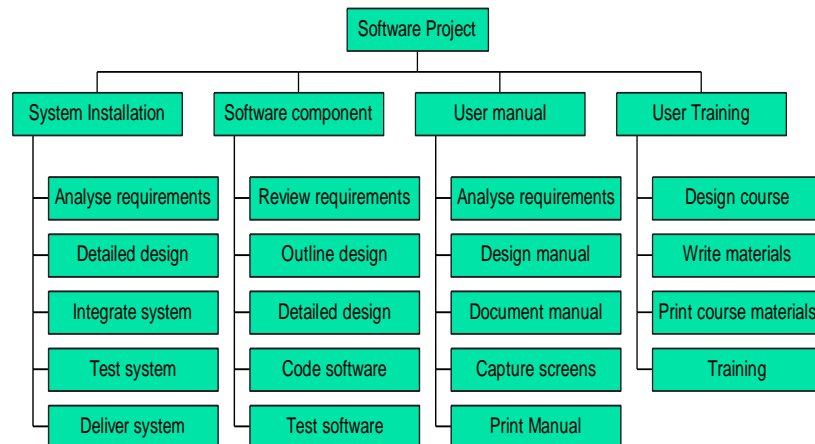 Software Project
System Installation
Software component
User manual
User Training
Analyse requirements
Review requirements
Analyse requirements
Design course
Detailed design
Outline design
Design manual
Write materials
Integrate system
Detailed design
Document manual
Print course materials
Test system
Code software
Capture screens
Training
Deliver system
Test software
Print Manual